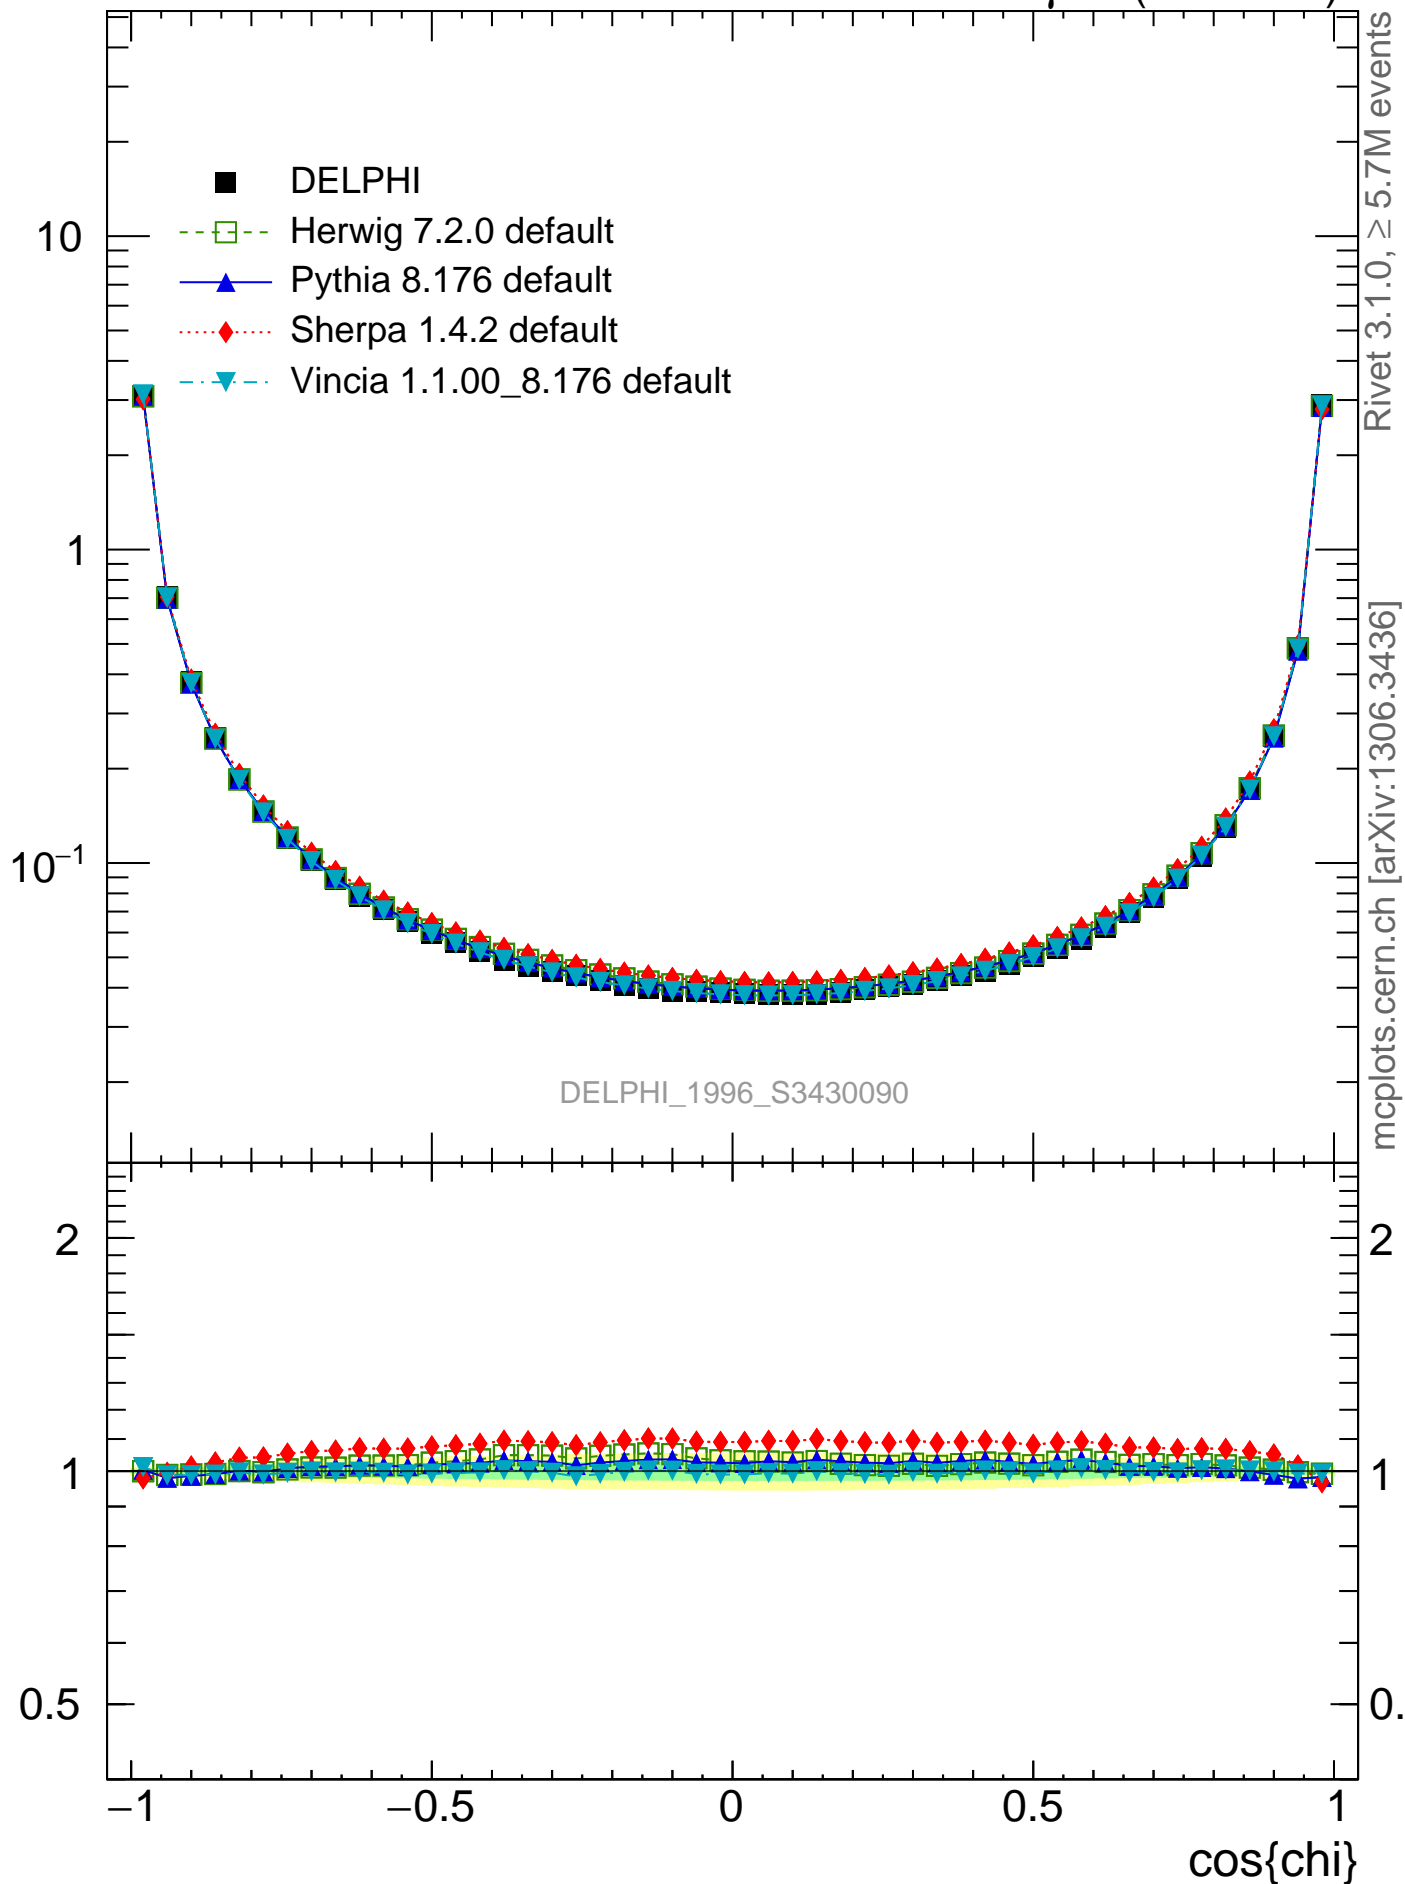 Rivet 3.1.0, ≥ 5.7M events
DELPHI
Herwig 7.2.0 default
Pythia 8.176 default
Sherpa 1.4.2 default
Vincia 1.1.00_8.176 default
10
1
10⁻¹
DELPHI_1996_S3430090
mcplots.cern.ch [arXiv:1306.3436]
2
2
1
1
0.5
0.
−1
−0.5
0
0.5
1
cos{chi}